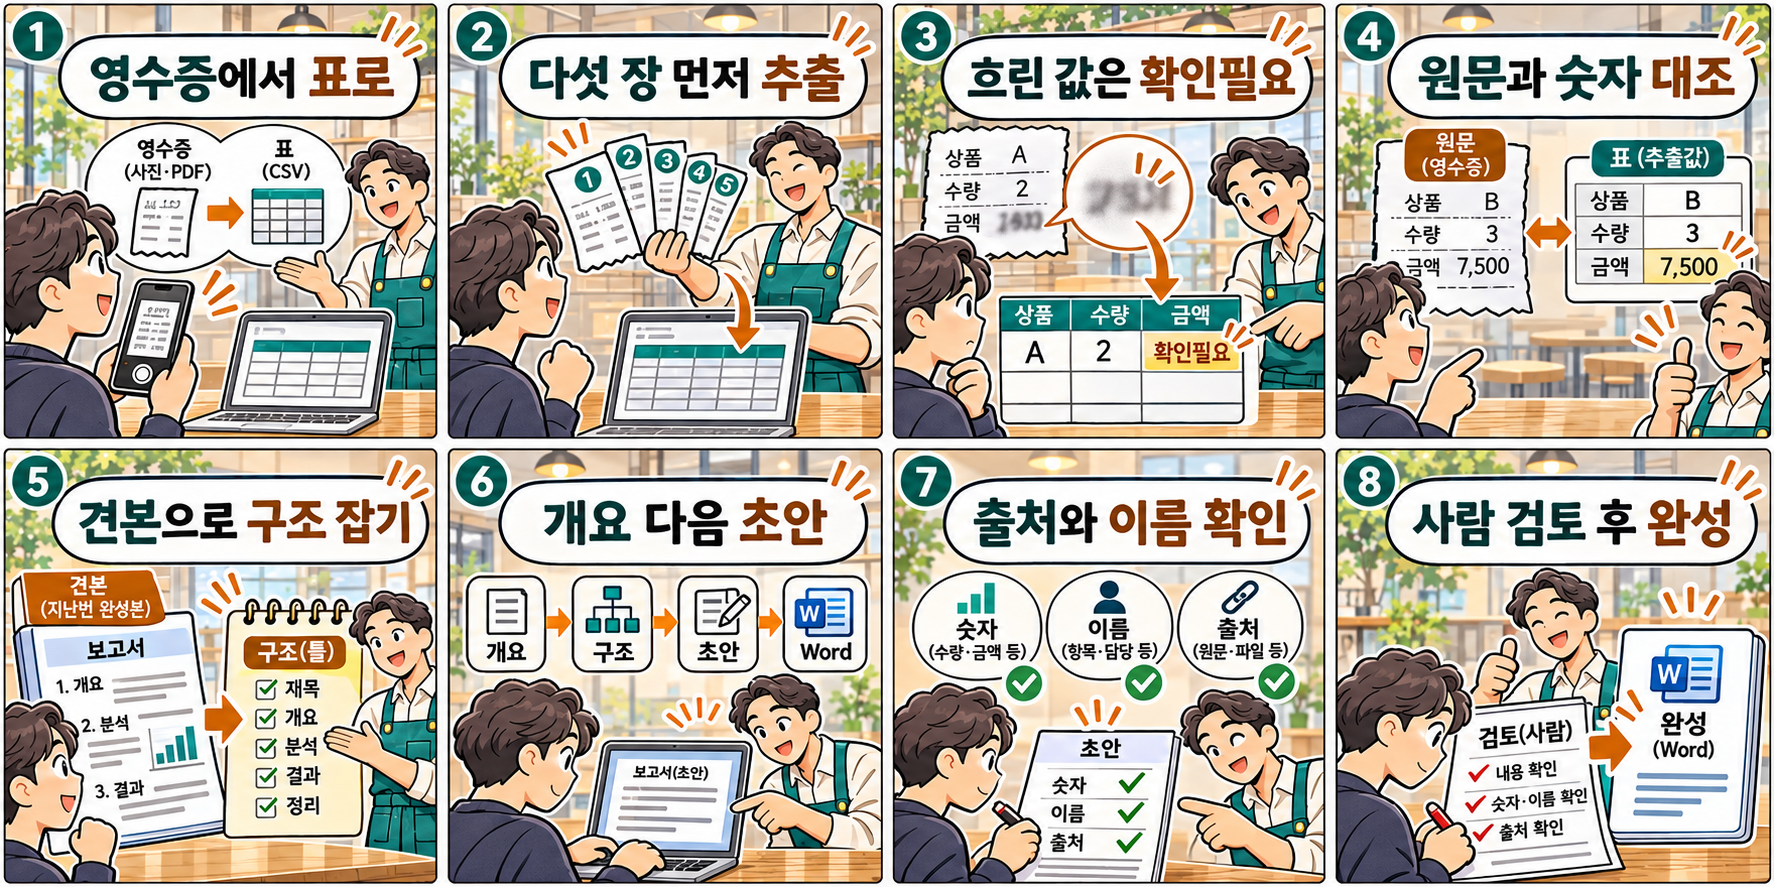 1
영수증에서 표로
영수증
(사진·PDF)
표
(CSV)
2
다섯 장 먼저 추출
1
2
3
4
5
3
흐린 값은 확인필요
상품 A
수량 2
금액
상품 수량 금액
A 2 확인필요
4
원문과 숫자 대조
원문
(영수증)
상품 B
수량 3
금액 7,500
표 (추출값)
상품 B
수량 3
금액 7,500
5
견본으로 구조 잡기
견본
(지난번 완성본)
보고서
1. 개요
2. 분석
3. 결과
구조(틀)
재목
개요
분석
결과
정리
6
개요 다음 초안
개요
구조
초안
W
Word
보고서(초안)
7
출처와 이름 확인
숫자
(수량·금액 등)
이름
(항목·담당 등)
출처
(원문·파일 등)
초안
숫자
이름
출처
8
사람 검토 후 완성
검토(사람)
내용 확인
숫자·이름 확인
출처 확인
W
완성
(Word)